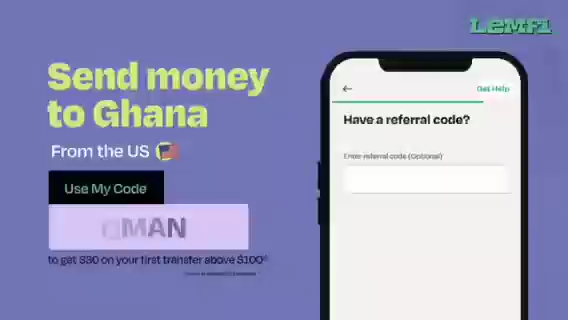 LEMFI
Send money
to Ghana
From the US
Use My Code
MAN
to get $30 on your first transfer above $100*
Get Help
Have a referral code?
Enter referral code (Optional)